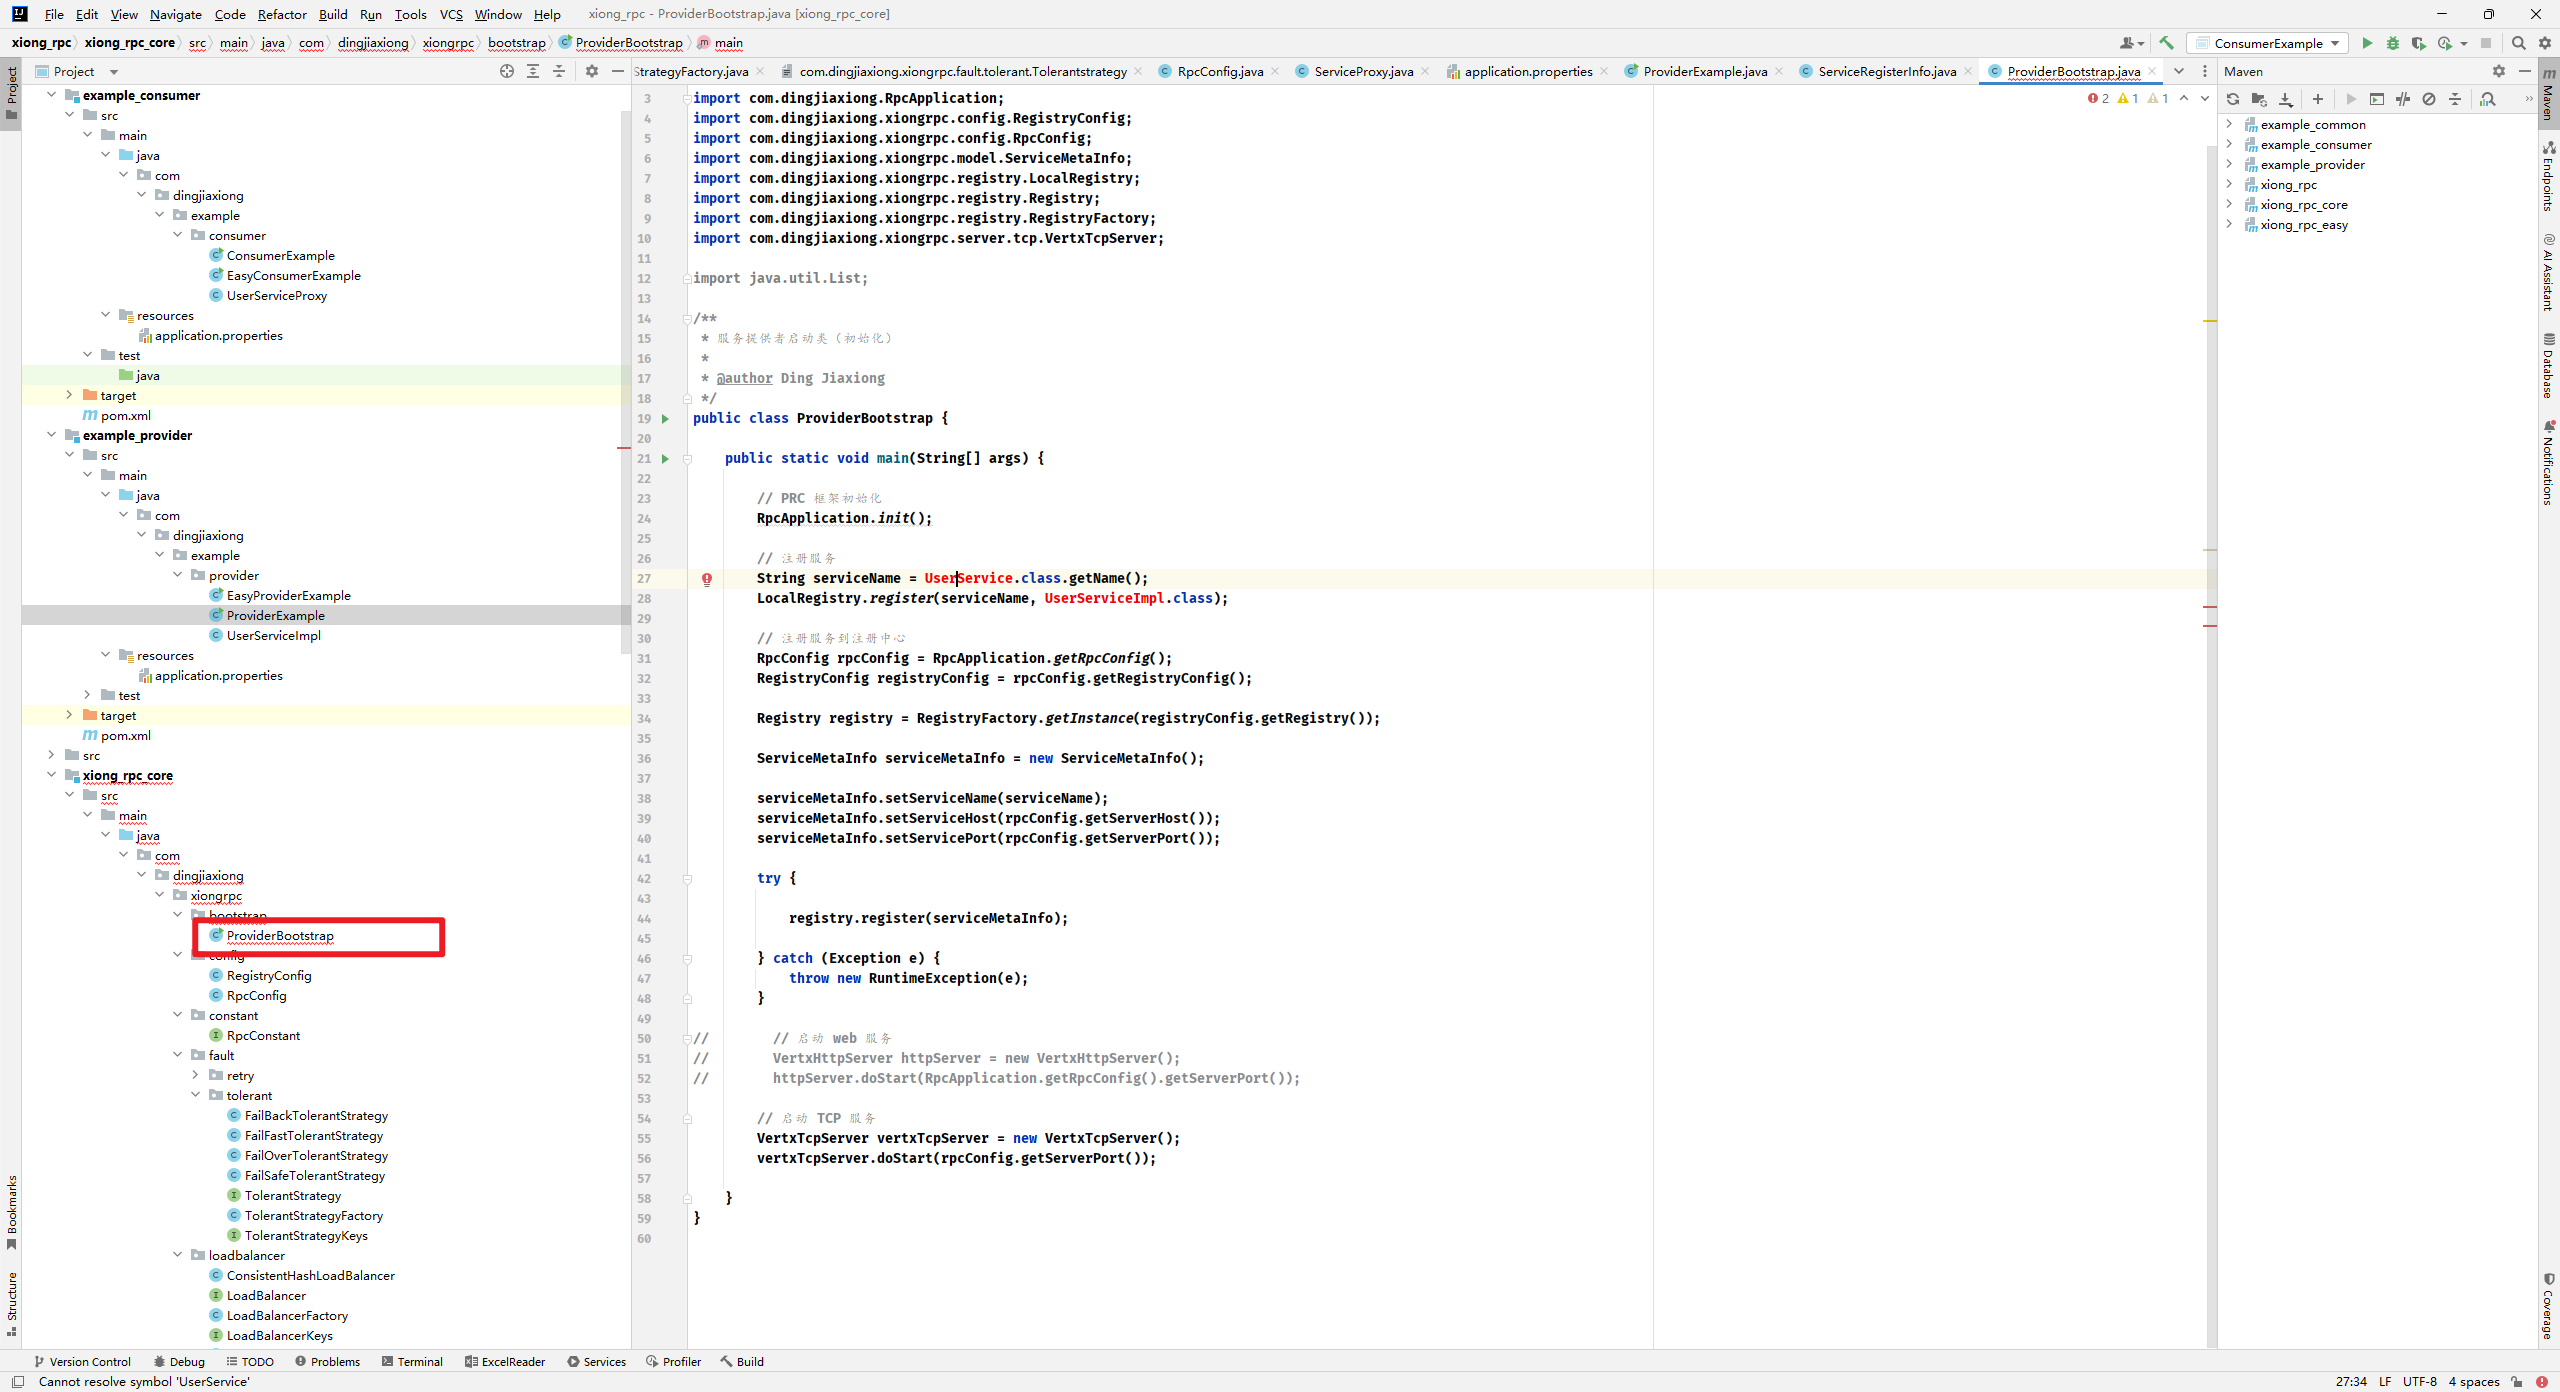 File Edit View Navigate Code Refactor Build Run Tools VCS Window Help xiong_rpc - ProviderBootstrap.java [xiong_rpc_core]
xiong_rpc xiong_rpc_core src main java com dingjiaxiong xiongrpc bootstrap ProviderBootstrap main ConsumerExample
Project
StrategyFactory.java com.dingjiaxiong.xiongrpc.fault.tolerant.Tolerantstrategy RpcConfig.java ServiceProxy.java application.properties ProviderExample.java ServiceRegisterInfo.java ProviderBootstrap.java
Maven
Project
Bookmarks
Structure
example_consumer
src
main
java
com
dingjiaxiong
example
consumer
ConsumerExample
EasyConsumerExample
UserServiceProxy
resources
application.properties
test
java
target
pom.xml
example_provider
src
main
java
com
dingjiaxiong
example
provider
EasyProviderExample
ProviderExample
UserServiceImpl
resources
application.properties
test
target
pom.xml
src
xiong_rpc_core
src
main
java
com
dingjiaxiong
xiongrpc
bootstrap
ProviderBootstrap
config
RegistryConfig
RpcConfig
constant
RpcConstant
fault
retry
tolerant
FailBackTolerantStrategy
FailFastTolerantStrategy
FailOverTolerantStrategy
FailSafeTolerantStrategy
TolerantStrategy
TolerantStrategyFactory
TolerantStrategyKeys
loadbalancer
ConsistentHashLoadBalancer
LoadBalancer
LoadBalancerFactory
LoadBalancerKeys
2 1 1
3 import com.dingjiaxiong.RpcApplication;
4 import com.dingjiaxiong.xiongrpc.config.RegistryConfig;
5 import com.dingjiaxiong.xiongrpc.config.RpcConfig;
6 import com.dingjiaxiong.xiongrpc.model.ServiceMetaInfo;
7 import com.dingjiaxiong.xiongrpc.registry.LocalRegistry;
8 import com.dingjiaxiong.xiongrpc.registry.Registry;
9 import com.dingjiaxiong.xiongrpc.registry.RegistryFactory;
10 import com.dingjiaxiong.xiongrpc.server.tcp.VertxTcpServer;
11
12 import java.util.List;
13
14 /**
15 * 服务提供者启动类（初始化）
16 *
17 * @author Ding Jiaxiong
18 */
19 public class ProviderBootstrap {
20
21 public static void main(String[] args) {
22
23 // PRC 框架初始化
24 RpcApplication.init();
25
26 // 注册服务
27 String serviceName = UserService.class.getName();
28 LocalRegistry.register(serviceName, UserServiceImpl.class);
29
30 // 注册服务到注册中心
31 RpcConfig rpcConfig = RpcApplication.getRpcConfig();
32 RegistryConfig registryConfig = rpcConfig.getRegistryConfig();
33
34 Registry registry = RegistryFactory.getInstance(registryConfig.getRegistry());
35
36 ServiceMetaInfo serviceMetaInfo = new ServiceMetaInfo();
37
38 serviceMetaInfo.setServiceName(serviceName);
39 serviceMetaInfo.setServiceHost(rpcConfig.getServerHost());
40 serviceMetaInfo.setServicePort(rpcConfig.getServerPort());
41
42 try {
43
44 registry.register(serviceMetaInfo);
45
46 } catch (Exception e) {
47 throw new RuntimeException(e);
48 }
49
50 // // 启动 web 服务
51 // VertxHttpServer httpServer = new VertxHttpServer();
52 // httpServer.doStart(RpcApplication.getRpcConfig().getServerPort());
53
54 // 启动 TCP 服务
55 VertxTcpServer vertxTcpServer = new VertxTcpServer();
56 vertxTcpServer.doStart(rpcConfig.getServerPort());
57
58 }
59 }
60
example_common
example_consumer
example_provider
xiong_rpc
xiong_rpc_core
xiong_rpc_easy
Maven
Endpoints
AI Assistant
Database
Notifications
Coverage
Version Control Debug TODO Problems Terminal ExcelReader Services Profiler Build
Cannot resolve symbol 'UserService' 27:34 LF UTF-8 4 spaces